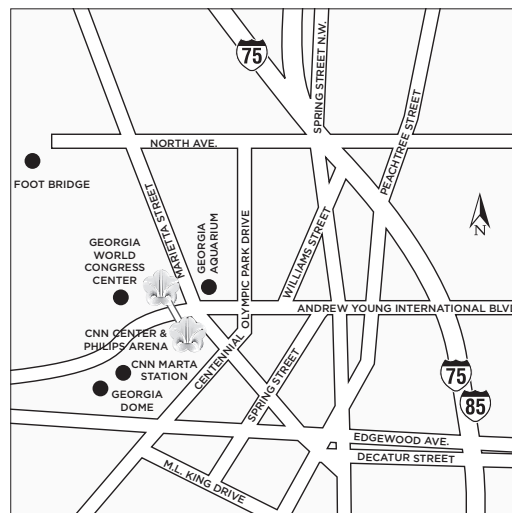 75
SPRING STREET N.W.
PEACHTREE STREET
NORTH AVE.
FOOT BRIDGE
MARIETTA STREET
GEORGIA
AQUARIUM
CENTENNIAL OLYMPIC PARK DRIVE
WILLIAMS STREET
N
GEORGIA
WORLD
CONGRESS
CENTER
ANDREW YOUNG INTERNATIONAL BLVD
CNN CENTER &
PHILIPS ARENA
CNN MARTA
STATION
GEORGIA
DOME
SPRING STREET
75
85
EDGEWOOD AVE.
DECATUR STREET
M.L. KING DRIVE